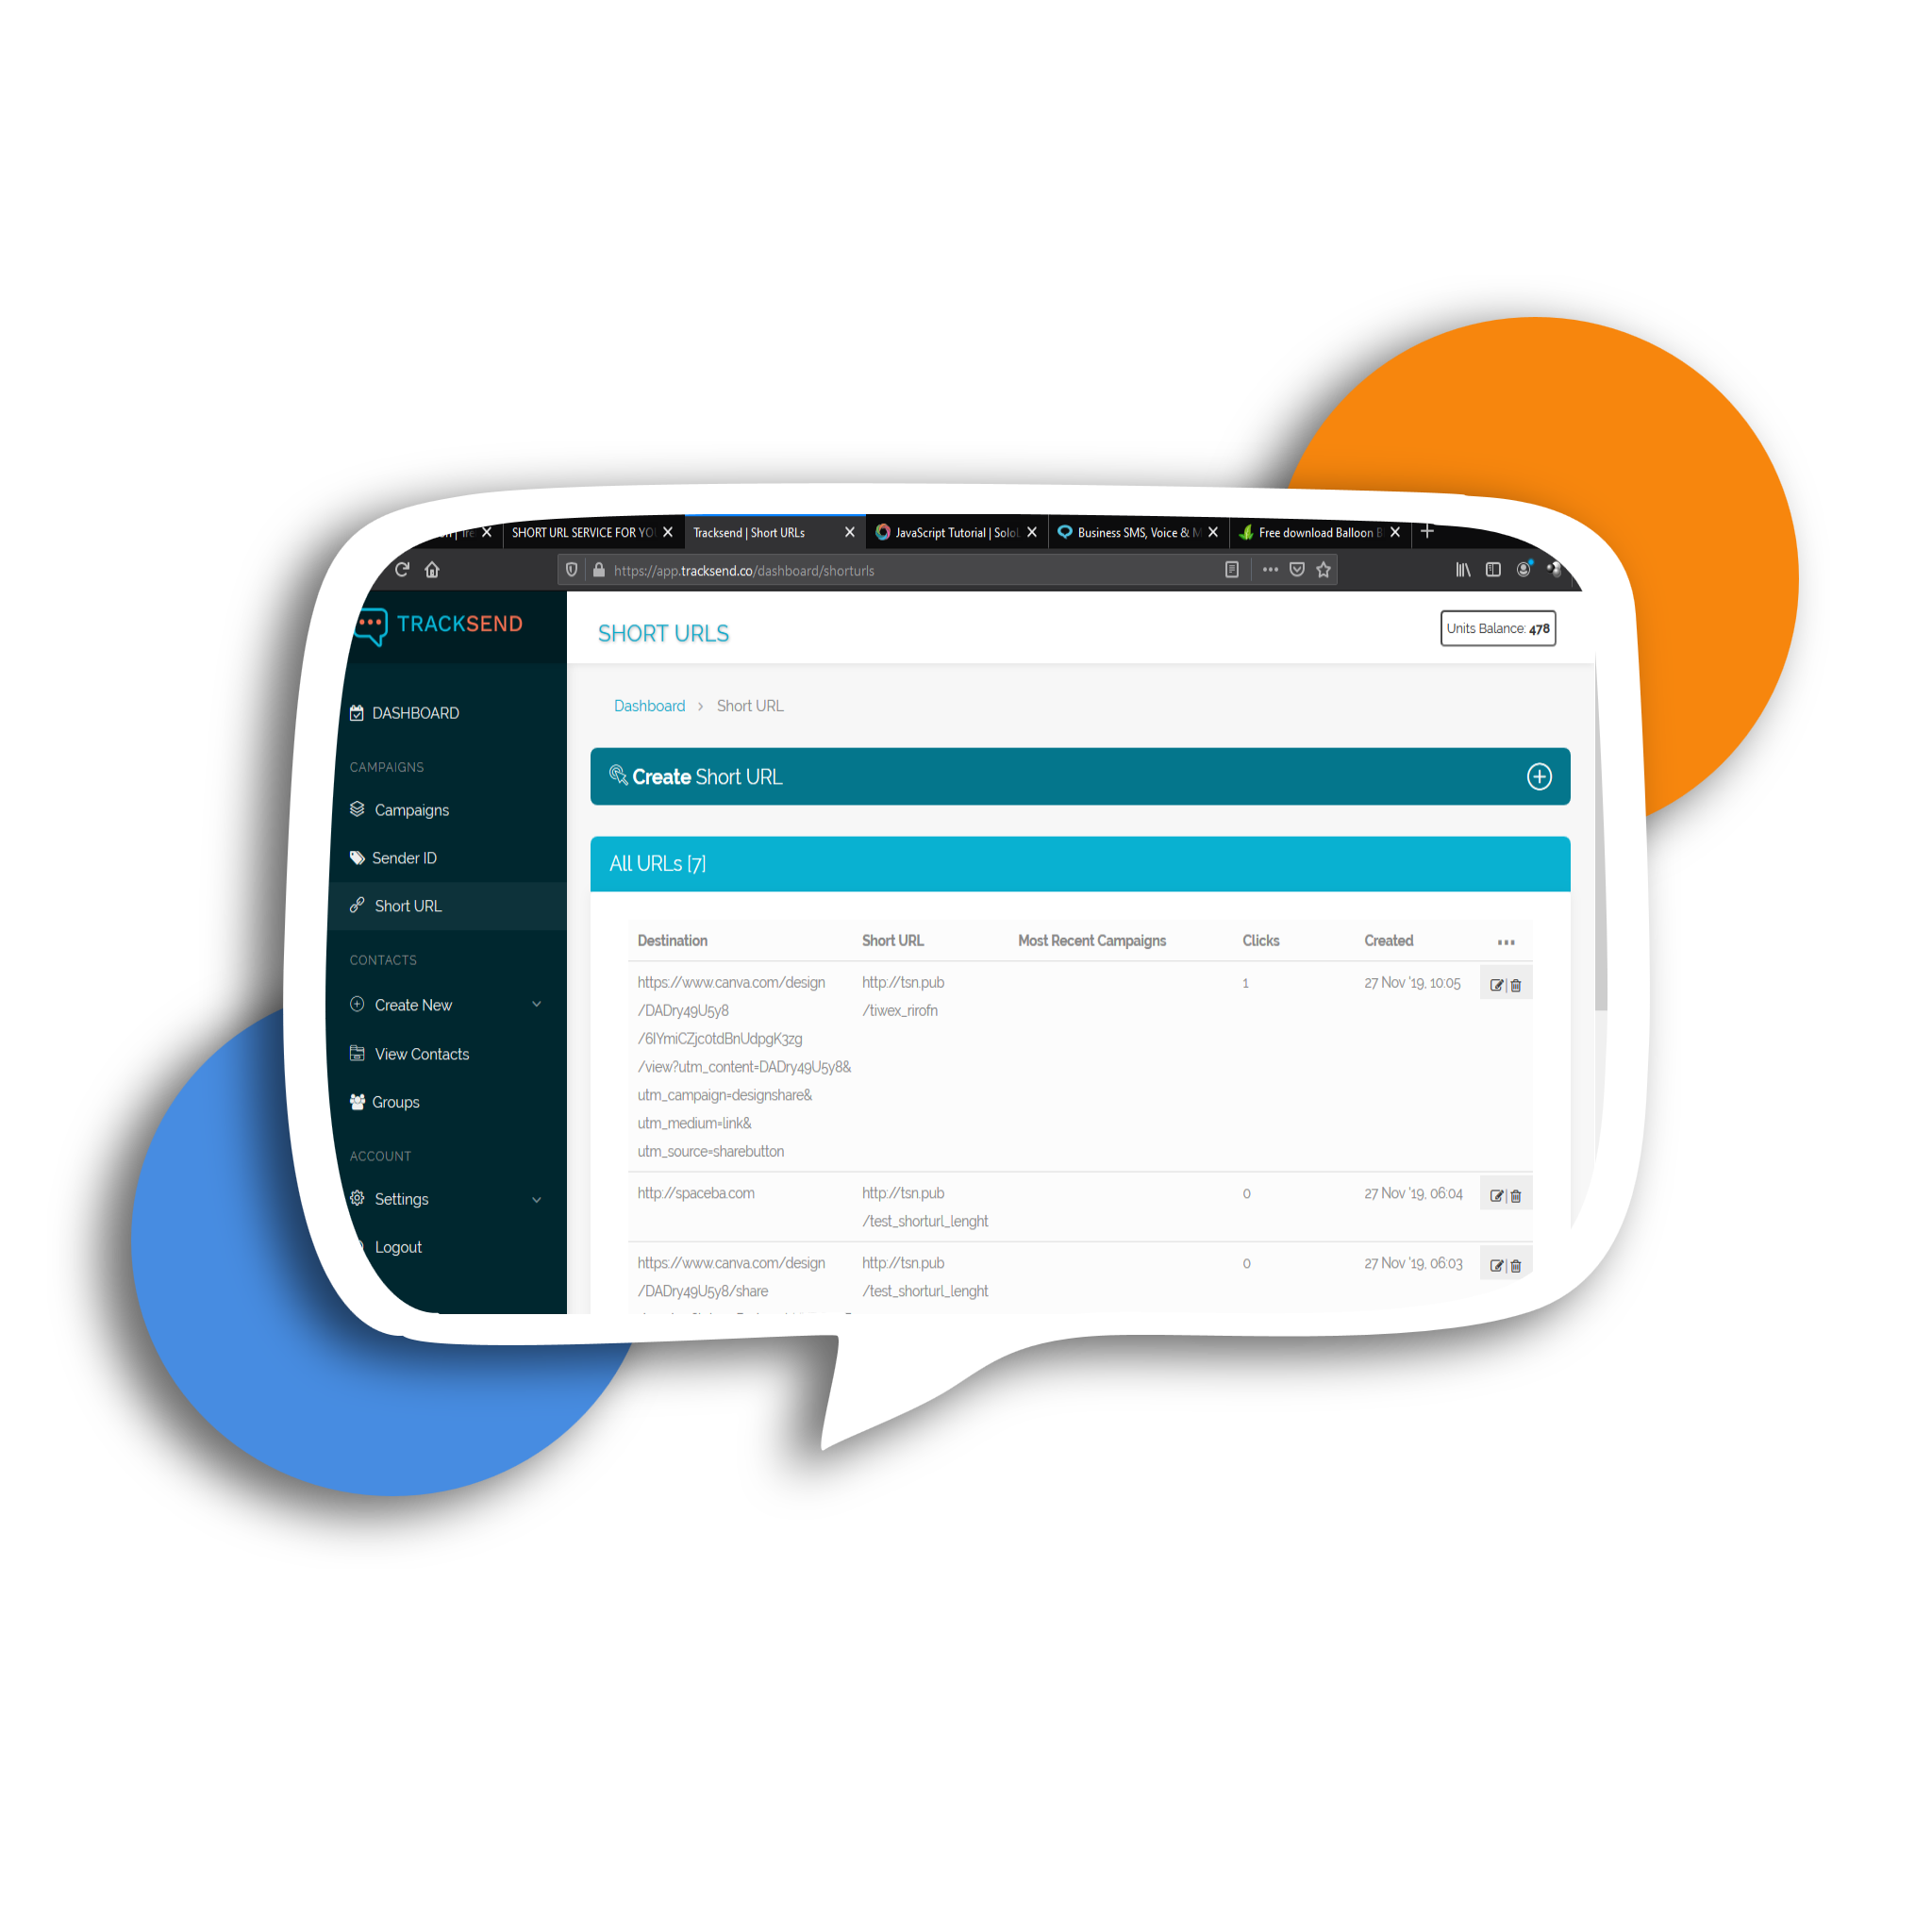 SHORT URL SERVICE FOR YO
Tracksend | Short URLs
JavaScript Tutorial | Solol
Business SMS, Voice & M
Free download Balloon B
https://app.tracksend.co/dashboard/shorturls
TRACKSEND
SHORT URLS
Units Balance: 478
DASHBOARD
CAMPAIGNS
Campaigns
Sender ID
Short URL
CONTACTS
Create New
View Contacts
Groups
ACCOUNT
Settings
Logout
Dashboard > Short URL
Create Short URL
All URLs [7]
Destination Short URL Most Recent Campaigns Clicks Created ...
https://www.canva.com/design http://tsn.pub 1 27 Nov '19, 10:05
/DADry49U5y8 /tiwex_rirofn
/6IYmiCZjc0tdBnUdpgK3zg
/view?utm_content=DADry49U5y8&
utm_campaign=designshare&
utm_medium=link&
utm_source=sharebutton
http://spaceba.com http://tsn.pub 0 27 Nov '19, 06:04
/test_shorturl_lenght
https://www.canva.com/design http://tsn.pub 0 27 Nov '19, 06:03
/DADry49U5y8/share /test_shorturl_lenght